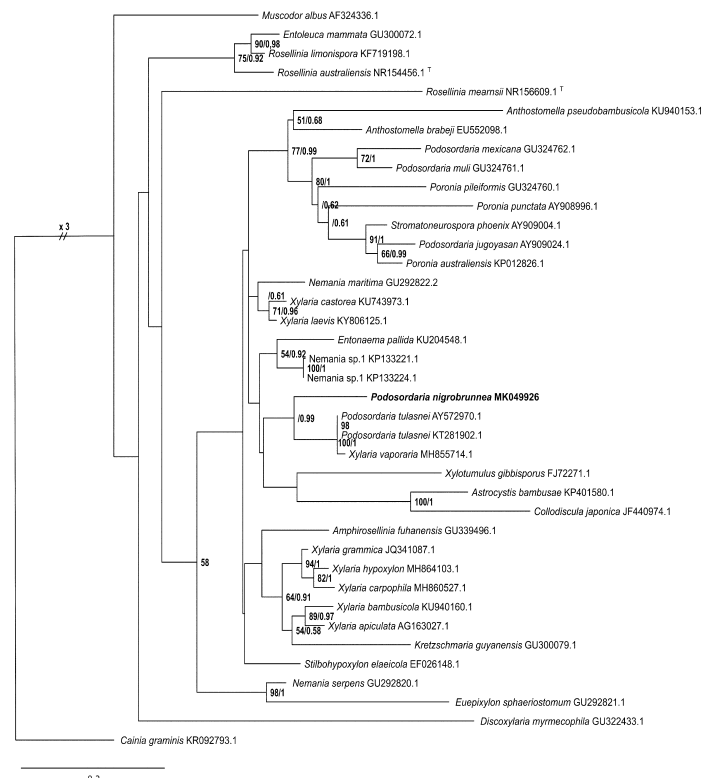 Muscodor albus AF324336.1
Entoleuca mammata GU300072.1
90/0,98
Rosellinia limonispora KF719198.1
75/0.92
Rosellinia australiensis NR154456.1 T
Rosellinia mearnsii NR156609.1 T
Anthostomella pseudobambusicola KU940153.1
51/0.68
Anthostomella brabeji EU552098.1
77/0.99
Podosordaria mexicana GU324762.1
72/1
Podosordaria muli GU324761.1
80/1
Poronia pileiformis GU324760.1
/0.62
Poronia punctata AY908996.1
/0.61
Stromatoneurospora phoenix AY909004.1
x 3
91/1
Podosordaria jugoyasan AY909024.1
66/0.99
Poronia australiensis KP012826.1
Nemania maritima GU292822.2
/0.61
Xylaria castorea KU743973.1
71/0.96
Xylaria laevis KY806125.1
Entonaema pallida KU204548.1
54/0.92
Nemania sp.1 KP133221.1
100/1
Nemania sp.1 KP133224.1
Podosordaria nigrobrunnea MK049926
/0.99
Podosordaria tulasnei AY572970.1
98
Podosordaria tulasnei KT281902.1
100/1
Xylaria vaporaria MH855714.1
Xylotumulus gibbisporus FJ72271.1
Astrocystis bambusae KP401580.1
100/1
Collodiscula japonica JF440974.1
Amphirosellinia fuhanensis GU339496.1
Xylaria grammica JQ341087.1
94/1
58
Xylaria hypoxylon MH864103.1
82/1
Xylaria carpophila MH860527.1
64/0.91
Xylaria bambusicola KU940160.1
89/0.97
Xylaria apiculata AG163027.1
54/0.58
Kretzschmaria guyanensis GU300079.1
Stilbohypoxylon elaeicola EF026148.1
Nemania serpens GU292820.1
98/1
Euepixylon sphaeriostomum GU292821.1
Discoxylaria myrmecophila GU322433.1
Cainia graminis KR092793.1